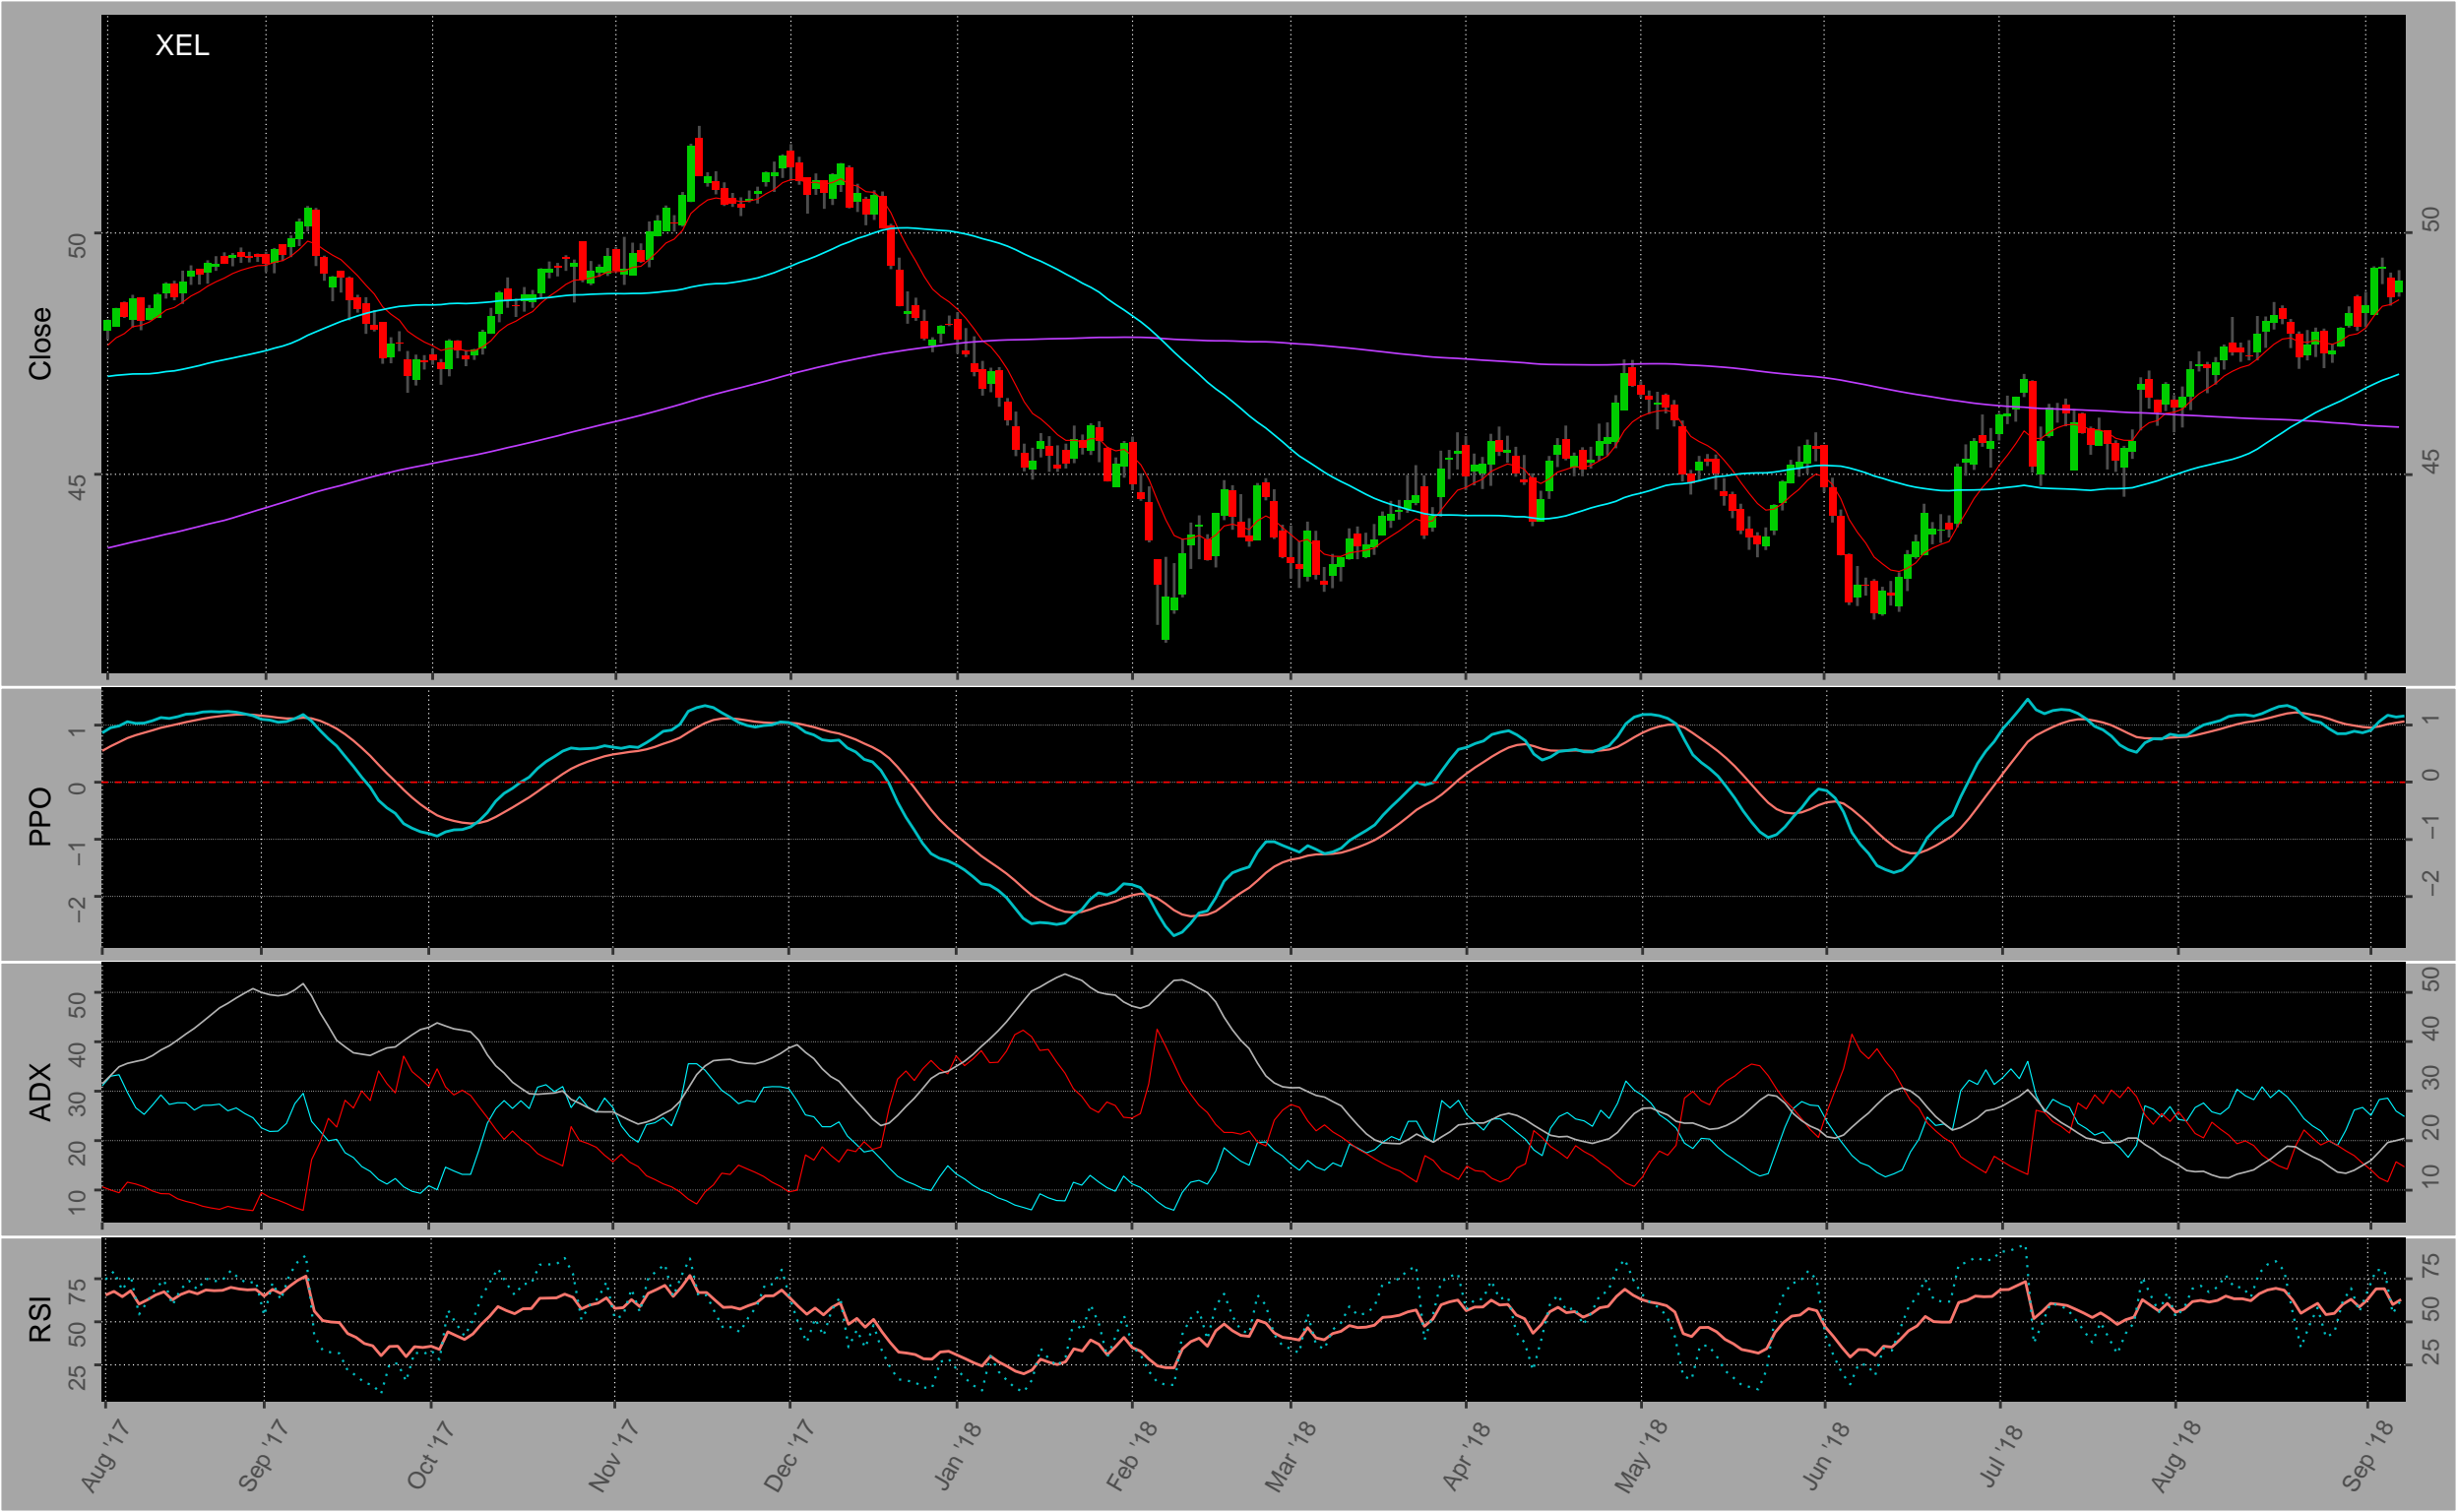 XEL
Close
50
45
50
45
PPO
1
0
−1
−2
1
0
−1
−2
ADX
50
40
30
20
10
50
40
30
20
10
RSI
75
50
25
75
50
25
Aug '17
Sep '17
Oct '17
Nov '17
Dec '17
Jan '18
Feb '18
Mar '18
Apr '18
May '18
Jun '18
Jul '18
Aug '18
Sep '18